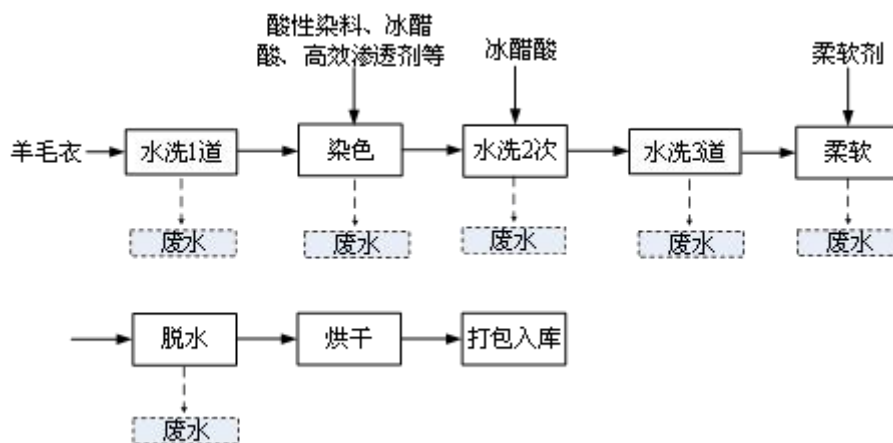 酸性染料、冰醋
酸、高效渗透剂等
冰醋酸
柔软剂
羊毛衣
水洗1道
染色
水洗2次
水洗3道
柔软
废水
废水
废水
废水
废水
脱水
烘干
打包入库
废水